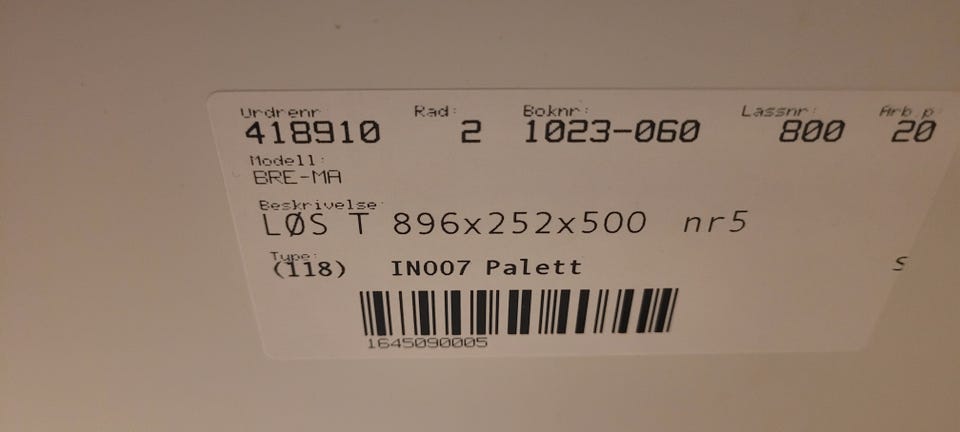 Ordrenr Rad: Boknr: Lassnr: Arb p:
418910 2 1023-060 800 20
Modell:
BRE-MA
Beskrivelse:
LØS T 896x252x500 nr5
Type:
(118) IN007 Palett S
1645090005